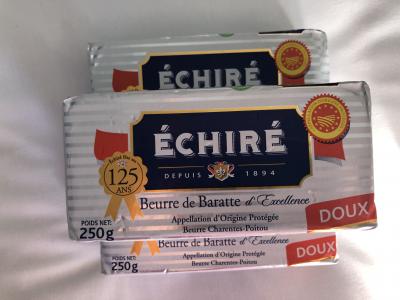 ÉCHIRÉ
ÉCHIRÉ
DEPUIS 1894
125
ANS
Beurre de Baratte d'Excellence
Appellation d'Origine Protégée
Beurre Charentes-Poitou
POIDS NET:
250g
DOUX
Beurre de Baratte d'Excellence
Appellation d'Origine Protégée
Beurre Charentes-Poitou
POIDS NET:
250g
DOUX